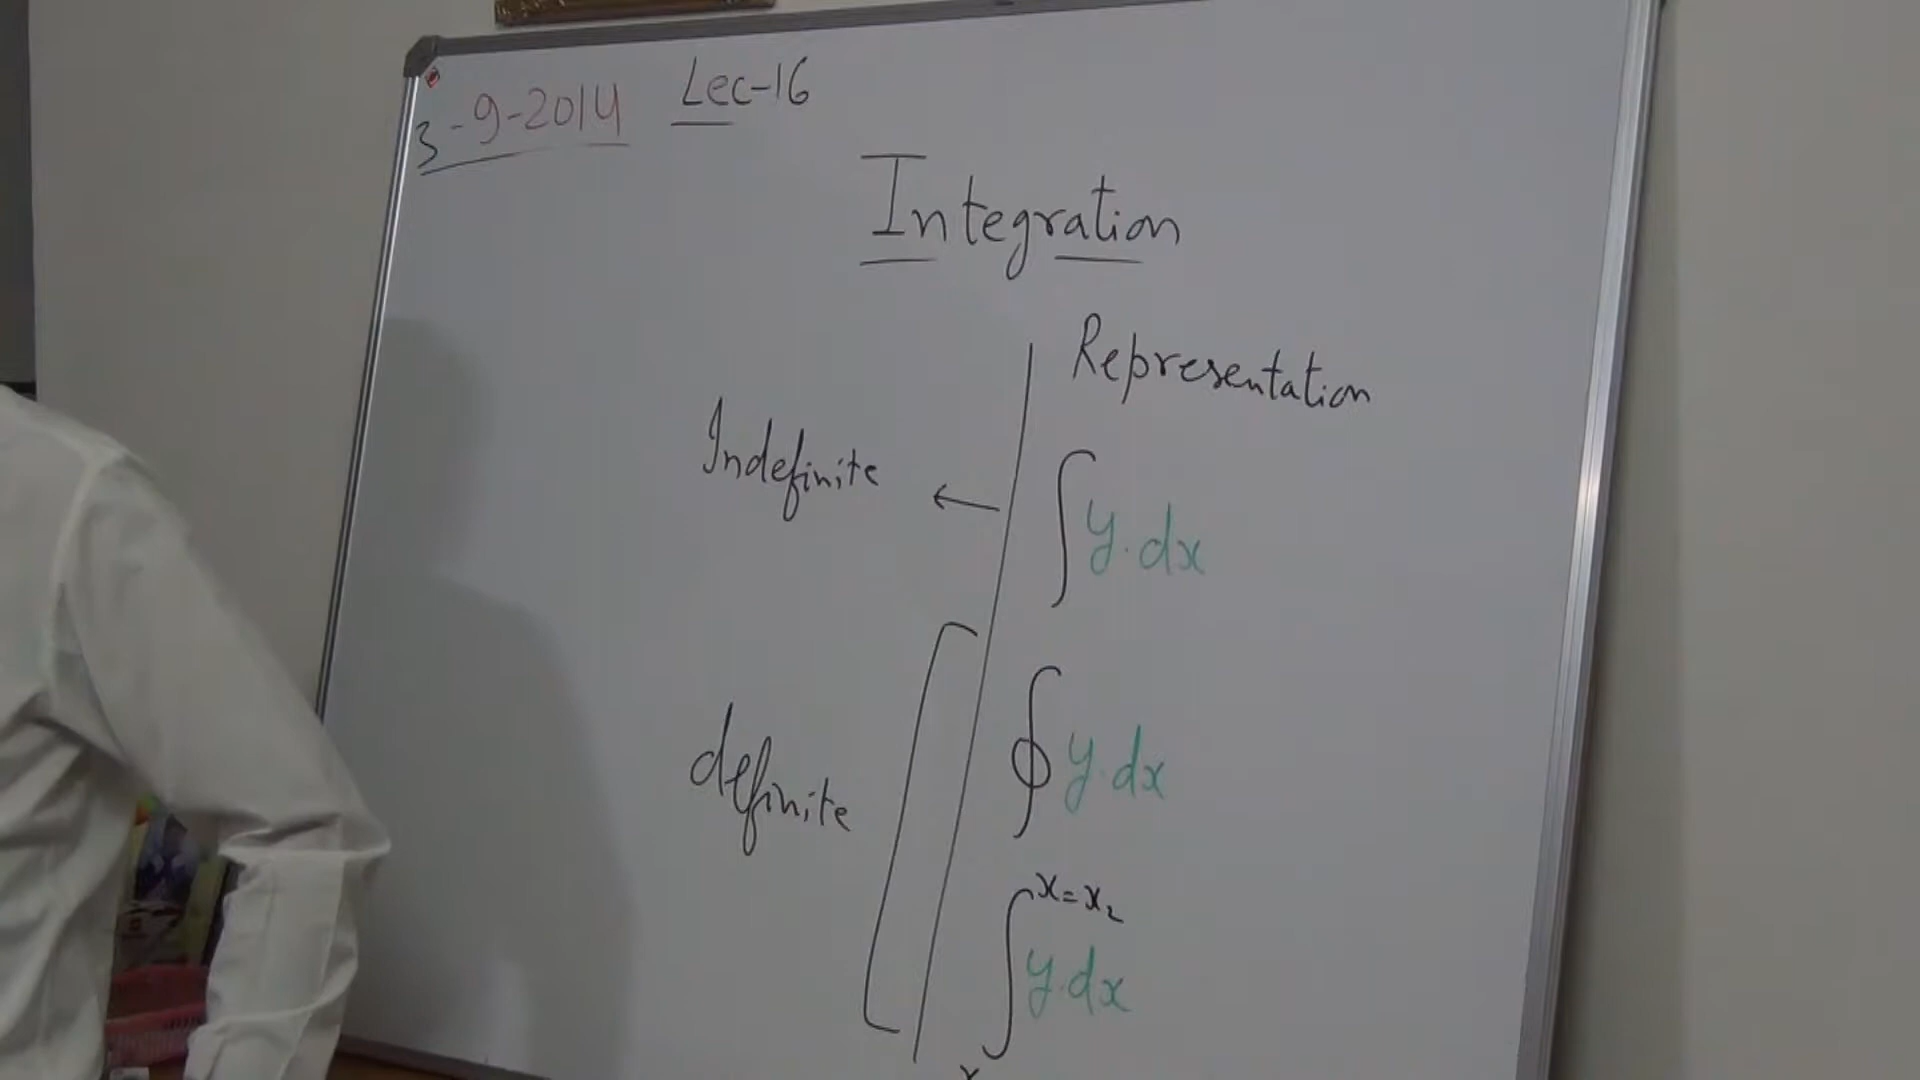 3-9-2014 Lec-16
Integration
Representation
Indefinite ← ∫ y.dx
definite
∮ y.dx
x=x₂
∫ y.dx
x